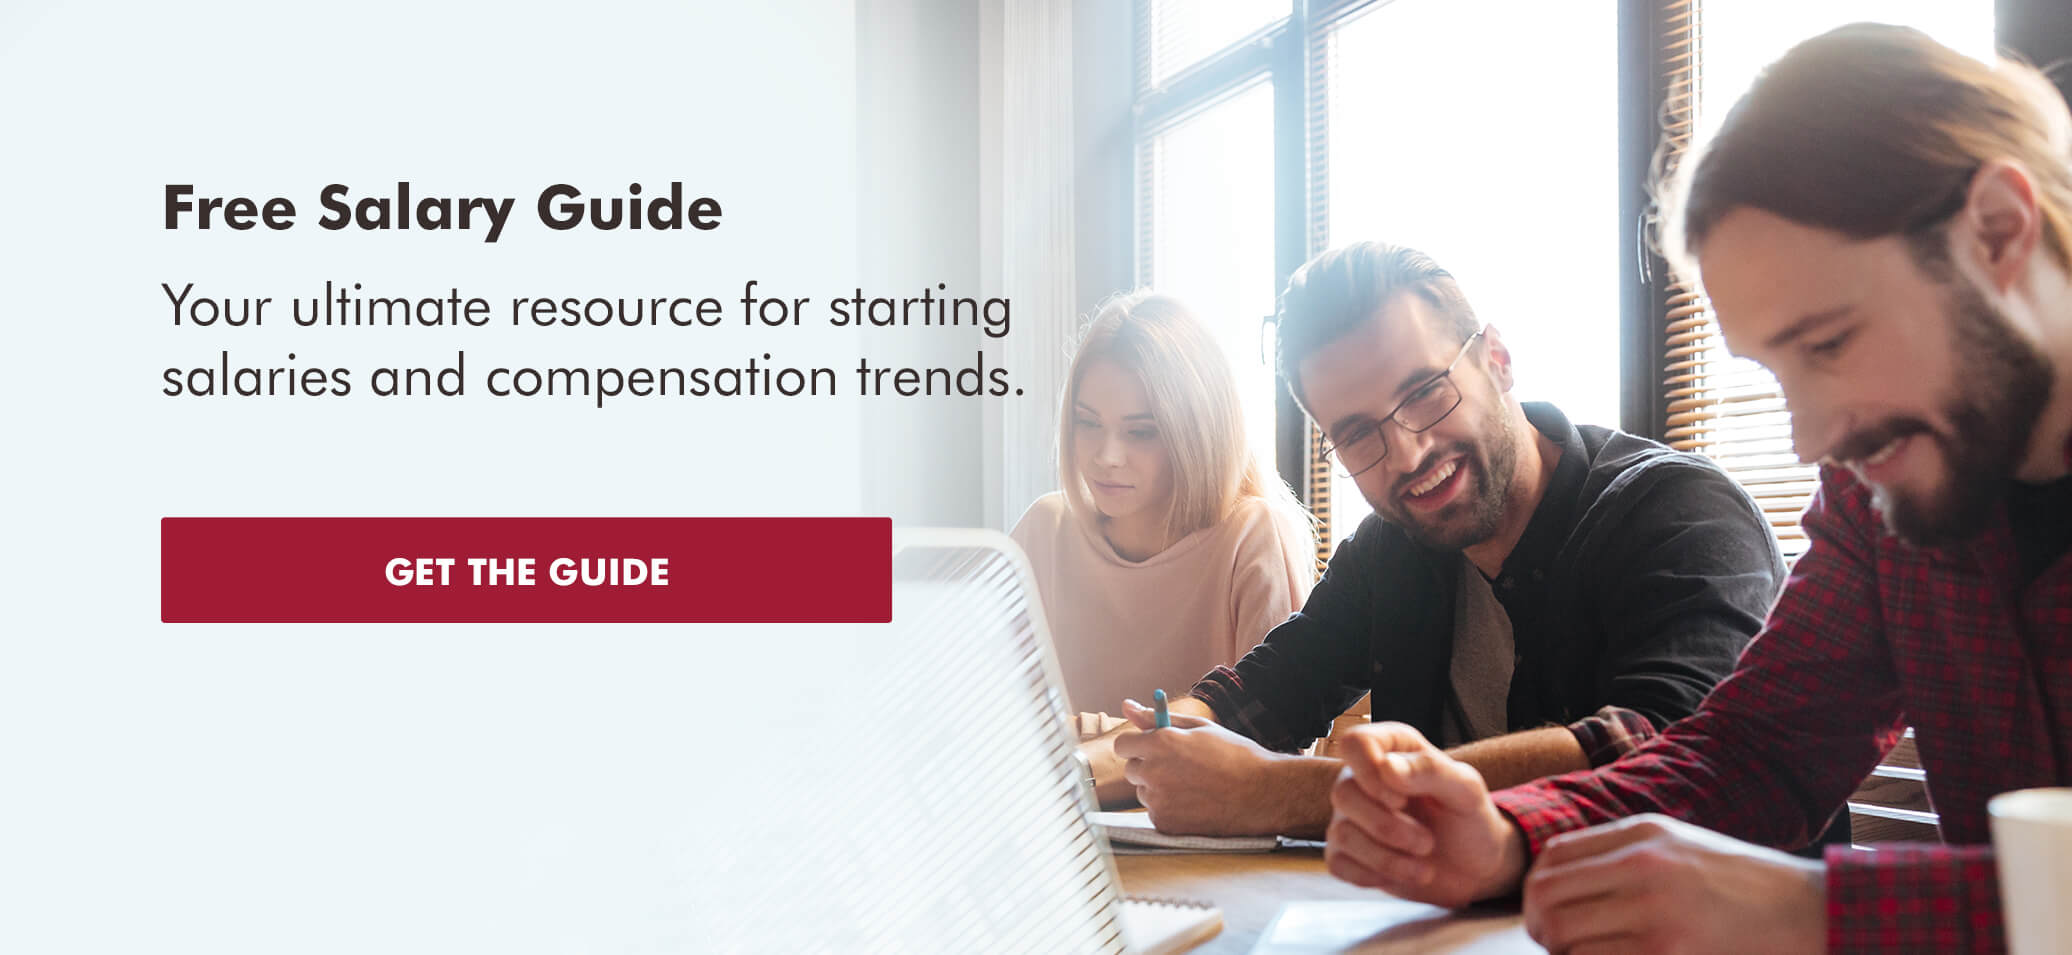 Free Salary Guide
Your ultimate resource for starting
salaries and compensation trends.
GET THE GUIDE